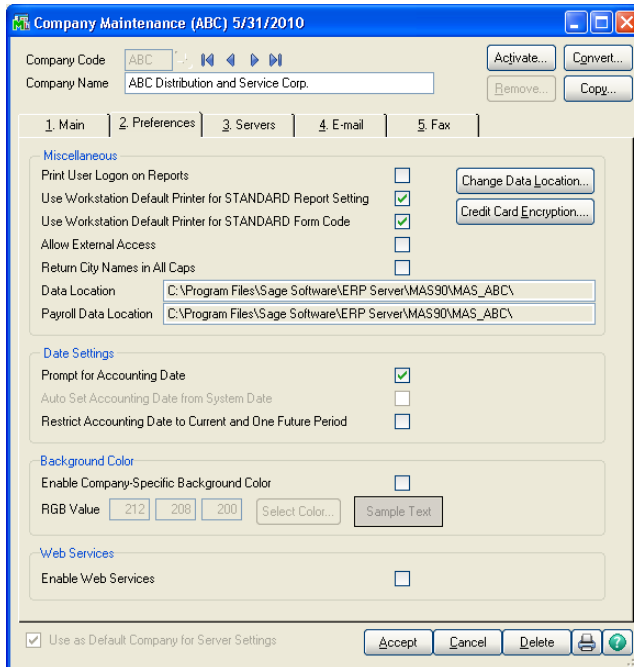 Company Maintenance (ABC) 5/31/2010
Company Code ABC Activate... Convert...
Company Name ABC Distribution and Service Corp. Remove... Copy...
1. Main 2. Preferences 3. Servers 4. E-mail 5. Fax
Miscellaneous
Print User Logon on Reports
Change Data Location...
Use Workstation Default Printer for STANDARD Report Setting
Use Workstation Default Printer for STANDARD Form Code
Credit Card Encryption....
Allow External Access
Return City Names in All Caps
Data Location C:\Program Files\Sage Software\ERP Server\MAS90\MAS_ABC\
Payroll Data Location C:\Program Files\Sage Software\ERP Server\MAS90\MAS_ABC\
Date Settings
Prompt for Accounting Date
Auto Set Accounting Date from System Date
Restrict Accounting Date to Current and One Future Period
Background Color
Enable Company-Specific Background Color
RGB Value 212 208 200 Select Color... Sample Text
Web Services
Enable Web Services
Use as Default Company for Server Settings Accept Cancel Delete